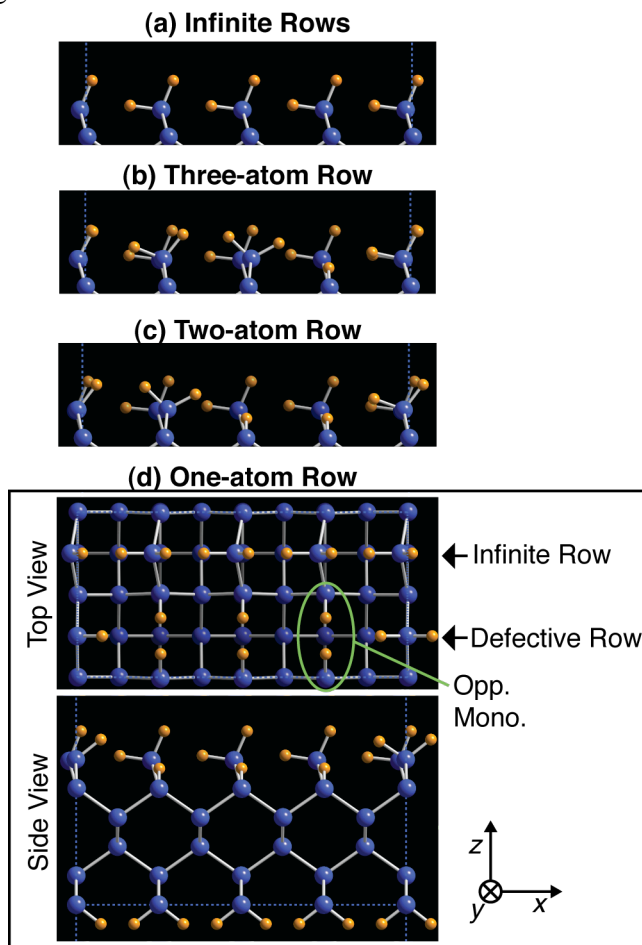 (a) Infinite Rows
(b) Three-atom Row
(c) Two-atom Row
(d) One-atom Row
Top View
Infinite Row
Defective Row
Opp.
Mono.
Side View
z
y
x